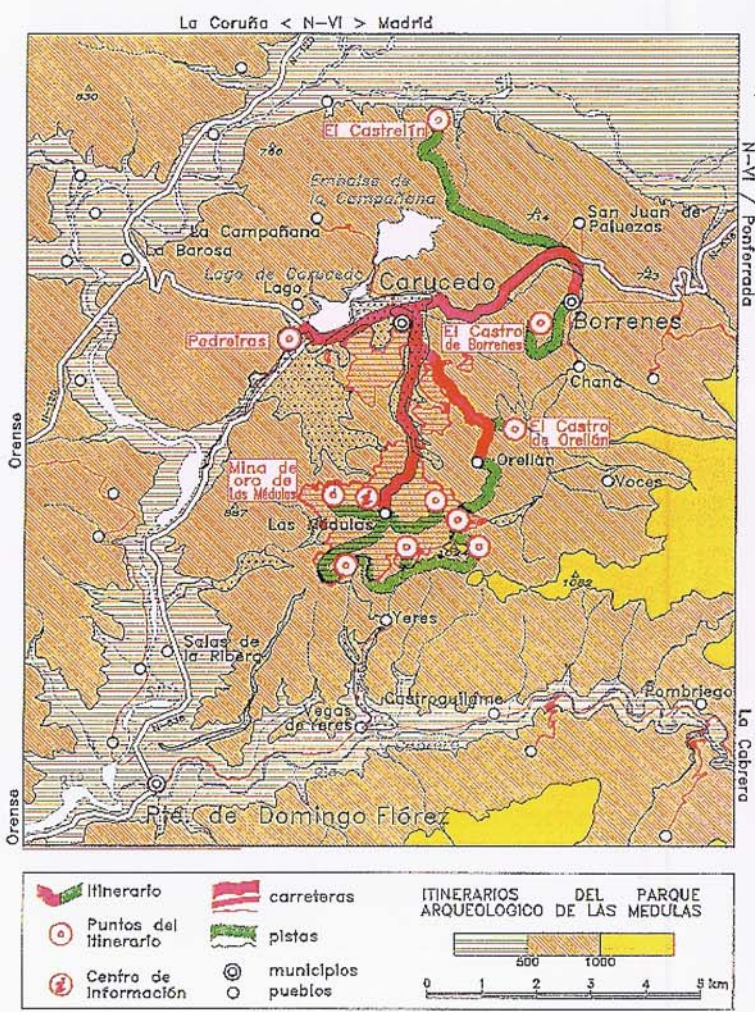 La Coruña < N-VI > Madrid
N-VI / Ponferrada
830
El Castrelín
780
Embalse de
la Campañana
La Campañana
San Juan de
Paluezas
La Barosa
Lago de Carucedo
Lago
Carucedo
723
Borrenes
Pedreiras
El Castro
de Borrenes
Chana
Orense
El Castro
de Orellán
Mina de
oro de
Las Médulas
Orellán
Voces
Las Médulas
1082
Yeres
Salas de
la Ribera
Castroquilame
Pombriego
Vegas
de Yeres
N-536
La Cabrera
Orense
Pte. de Domingo Flórez
Itinerario
carreteras
ITINERARIOS DEL PARQUE
ARQUEOLOGICO DE LAS MEDULAS
Puntos del
Itinerario
pistas
500 1000
Centro de
Información
municipios
pueblos
0 1 2 3 4 5 km